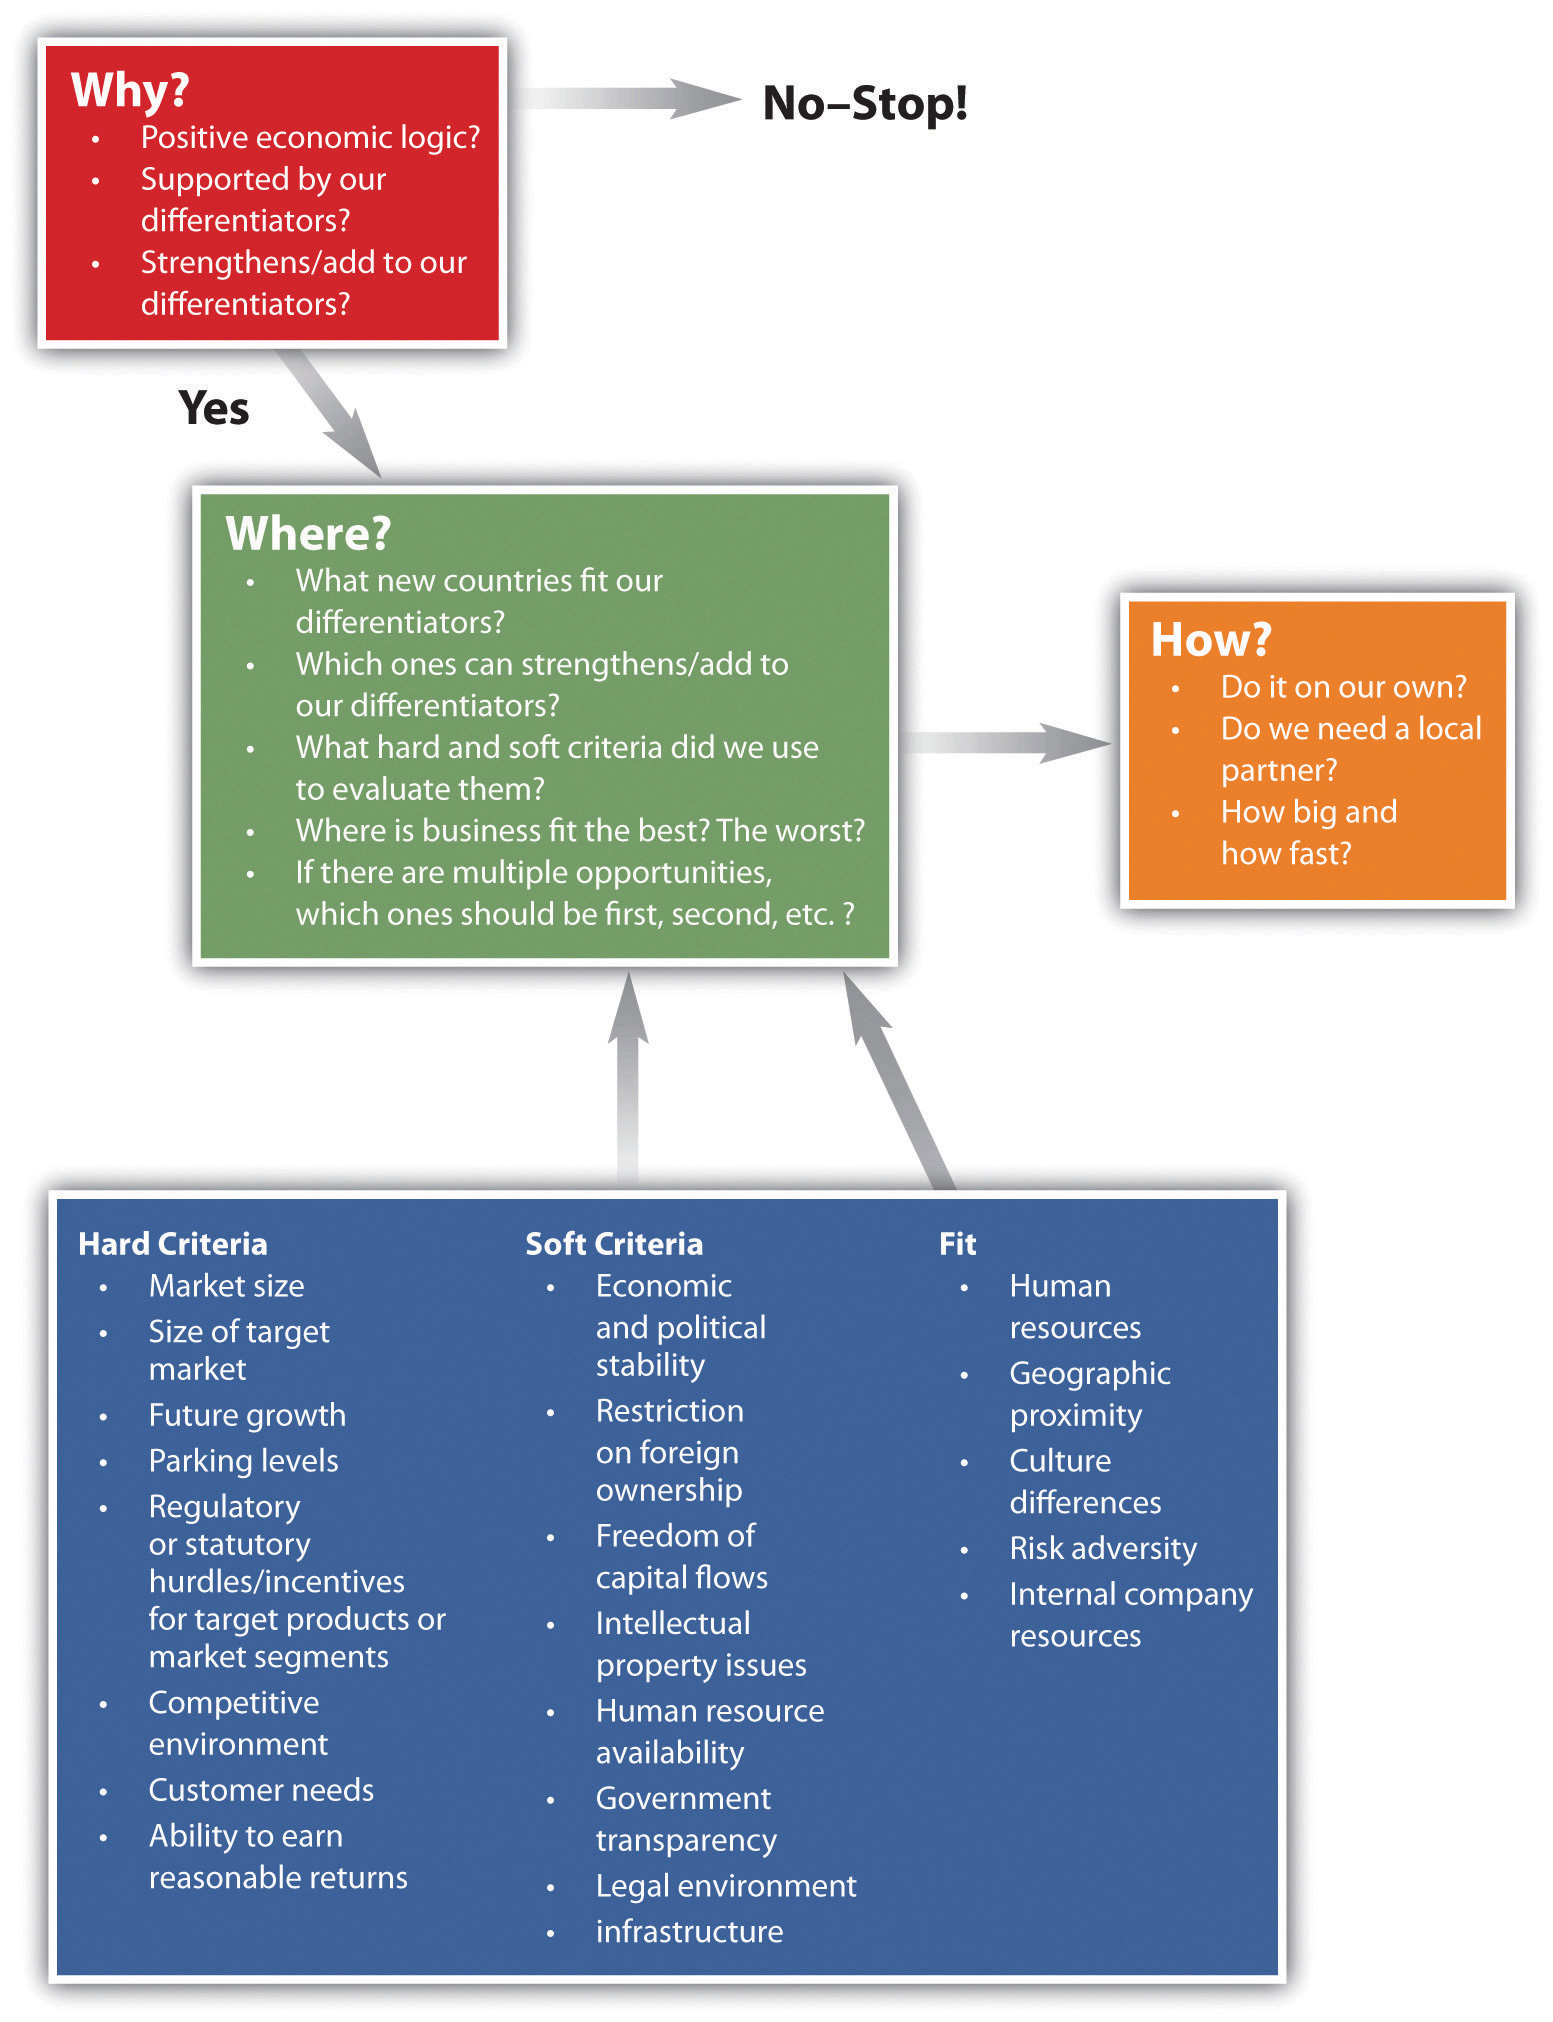 Why?
• Positive economic logic?
• Supported by our
differentiators?
• Strengthens/add to our
differentiators?
No–Stop!
Yes
Where?
• What new countries fit our
differentiators?
• Which ones can strengthens/add to
our differentiators?
• What hard and soft criteria did we use
to evaluate them?
• Where is business fit the best? The worst?
• If there are multiple opportunities,
which ones should be first, second, etc. ?
How?
• Do it on our own?
• Do we need a local
partner?
• How big and
how fast?
Hard Criteria
• Market size
• Size of target
market
• Future growth
• Parking levels
• Regulatory
or statutory
hurdles/incentives
for target products or
market segments
• Competitive
environment
• Customer needs
• Ability to earn
reasonable returns
Soft Criteria
• Economic
and political
stability
• Restriction
on foreign
ownership
• Freedom of
capital flows
• Intellectual
property issues
• Human resource
availability
• Government
transparency
• Legal environment
• infrastructure
Fit
• Human
resources
• Geographic
proximity
• Culture
differences
• Risk adversity
• Internal company
resources